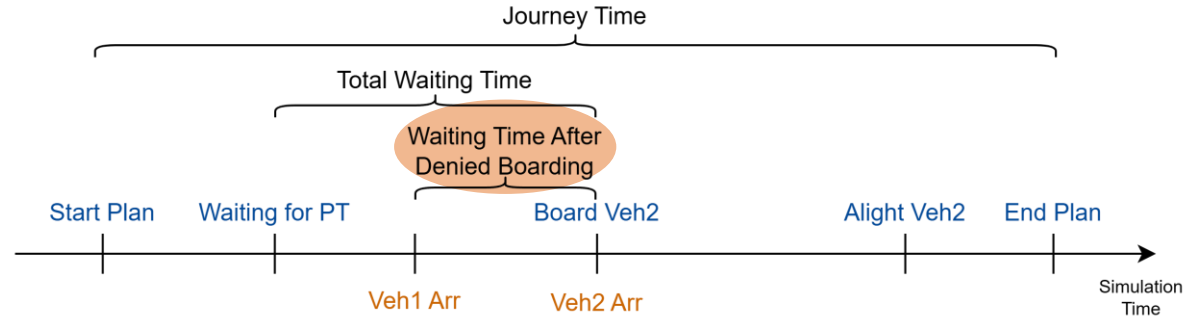 Journey Time
Total Waiting Time
Waiting Time After
Denied Boarding
Start Plan
Waiting for PT
Board Veh2
Alight Veh2
End Plan
Veh1 Arr
Veh2 Arr
Simulation
Time